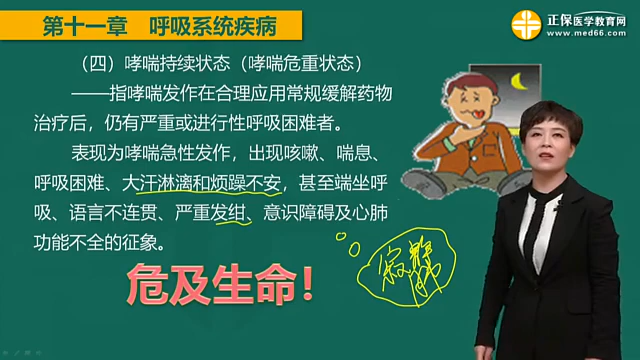 第十一章 呼吸系统疾病
正保医学教育网
www.med66.com
（四）哮喘持续状态（哮喘危重状态）
——指哮喘发作在合理应用常规缓解药物
治疗后，仍有严重或进行性呼吸困难者。
表现为哮喘急性发作，出现咳嗽、喘息、
呼吸困难、大汗淋漓和烦躁不安，甚至端坐呼
吸、语言不连贯、严重发绀、意识障碍及心肺
功能不全的征象。
寂静
肺
危及生命！